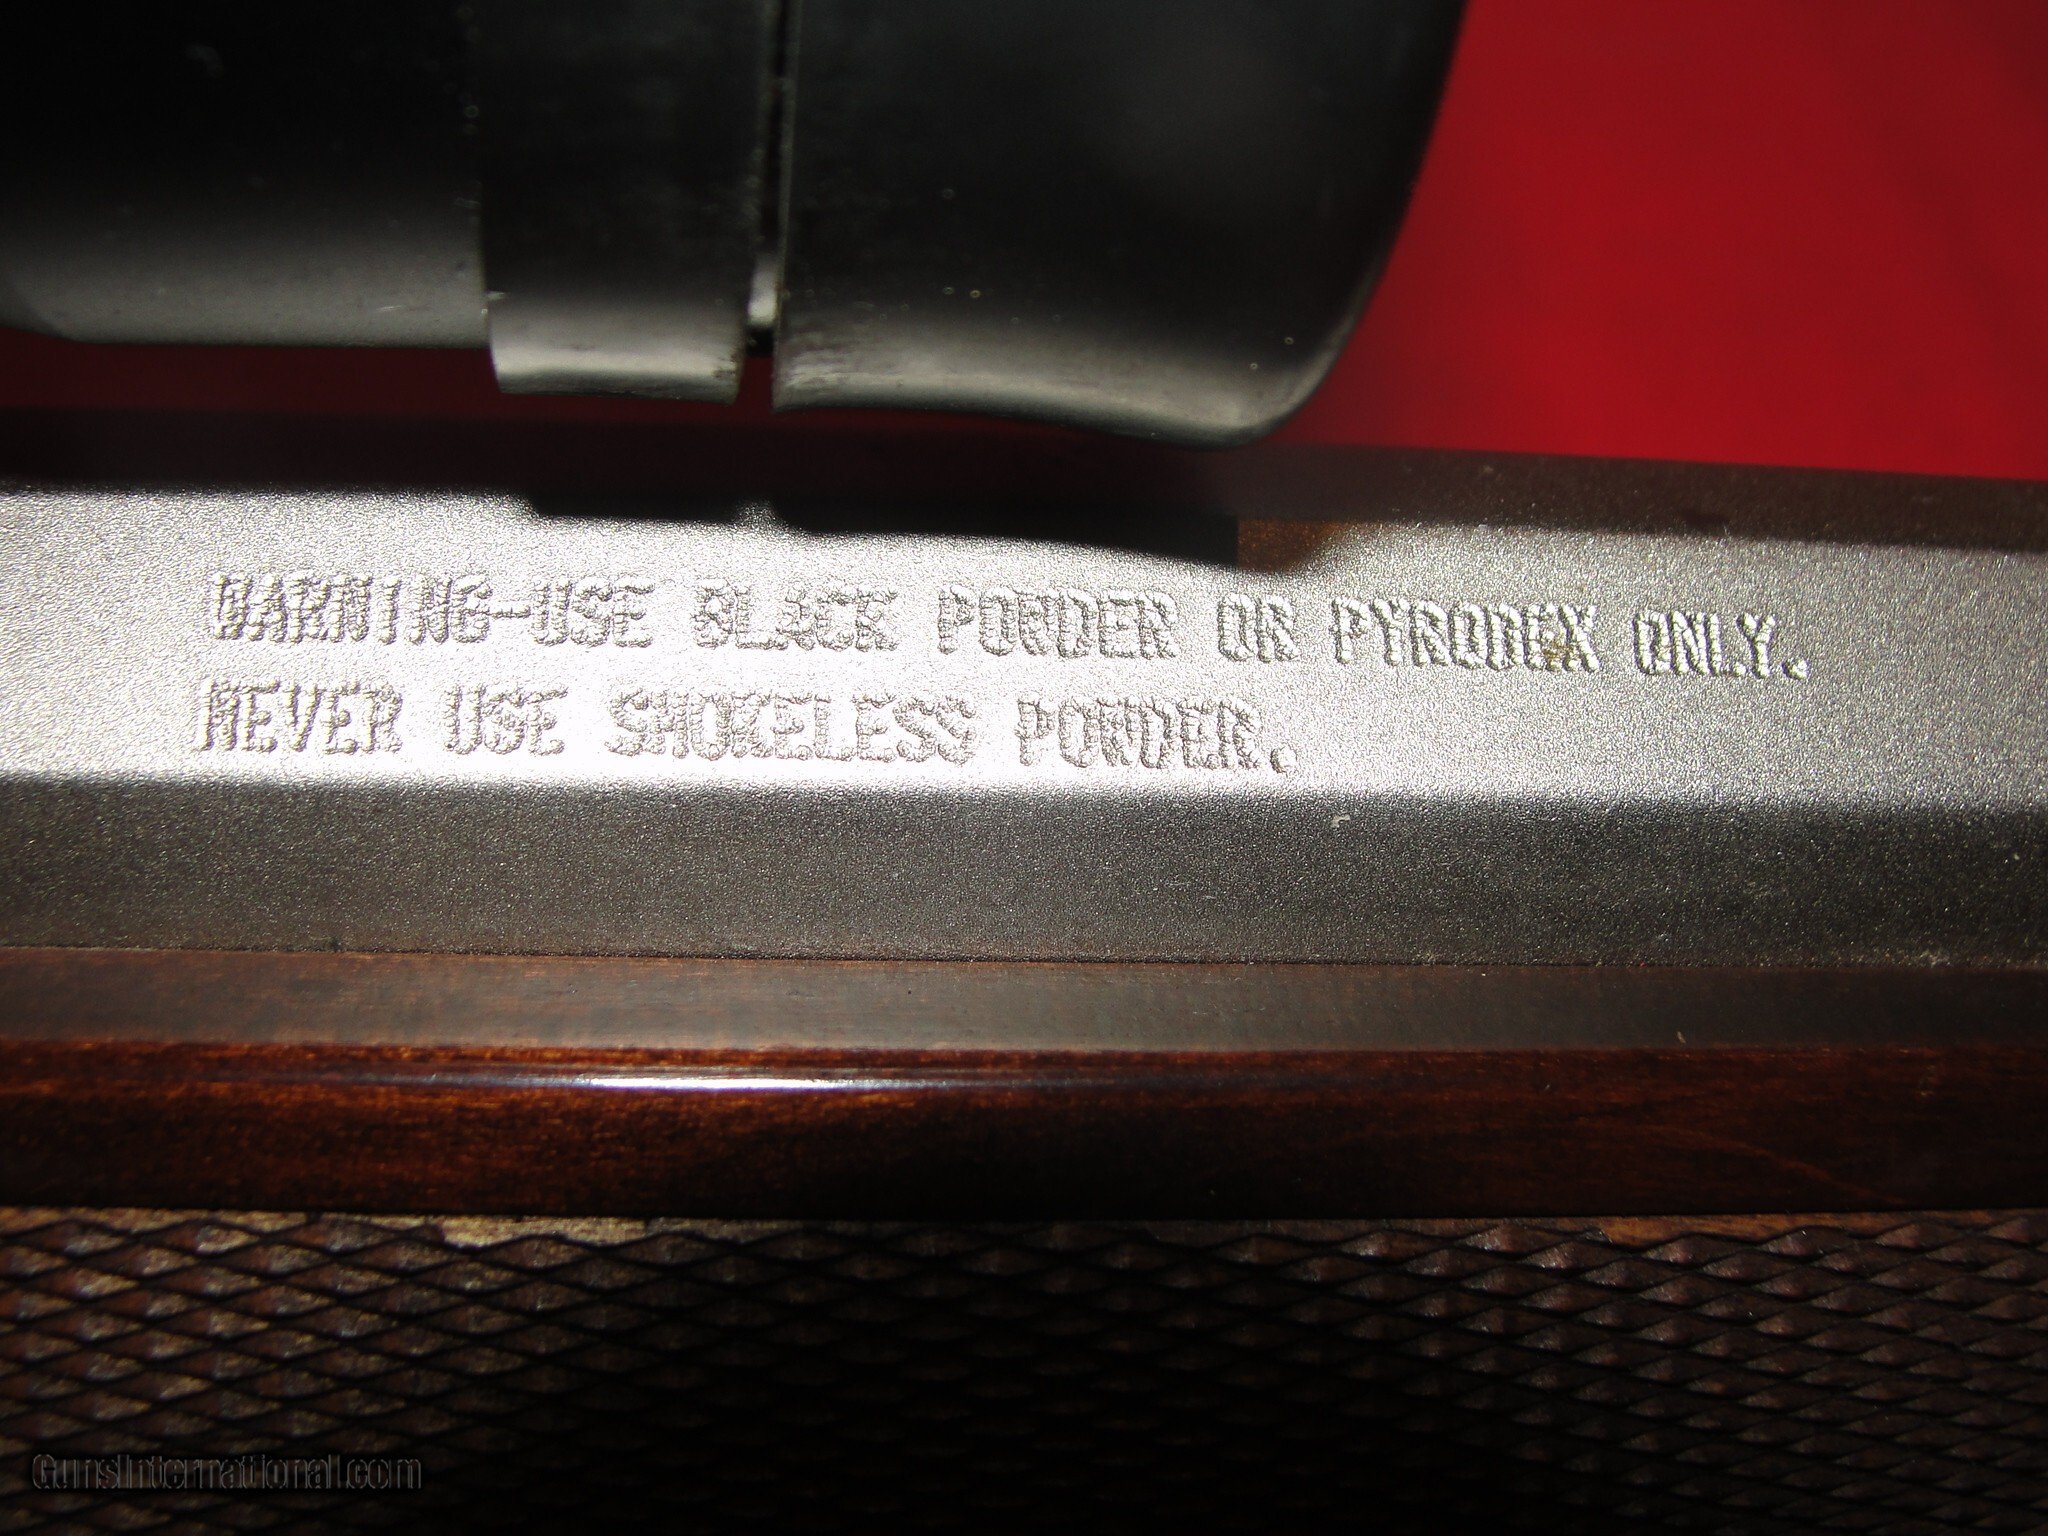 WARNING-USE BLACK POWDER OR PYRODEX ONLY.
NEVER USE SMOKELESS POWDER.
GunsInternational.com